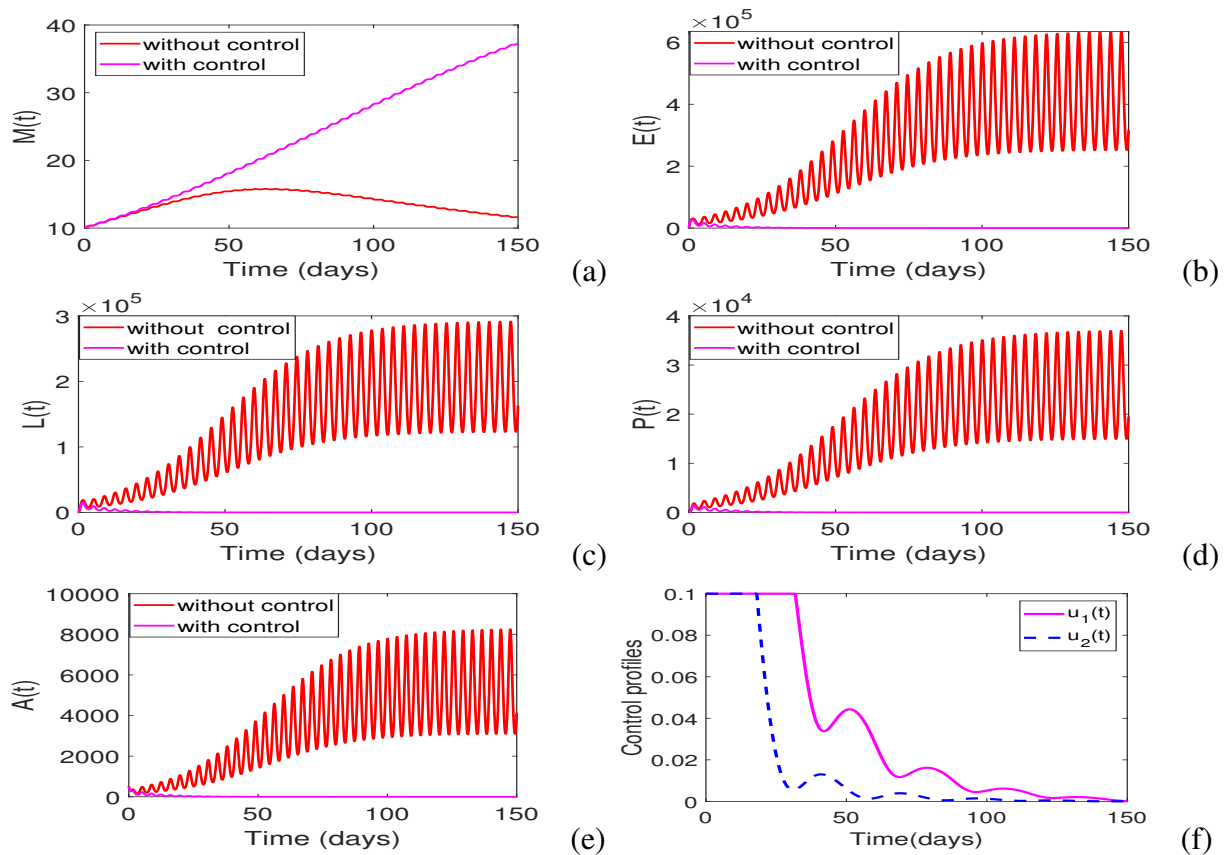 40
30
20
10
M(t)
without control
with control
0 50 100 150
Time (days)
(a)
×10^5
6
4
2
0
E(t)
without control
with control
0 50 100 150
Time (days)
(b)
×10^5
3
2
1
0
L(t)
without control
with control
0 50 100 150
Time (days)
(c)
×10^4
4
3
2
1
0
P(t)
without control
with control
0 50 100 150
Time (days)
(d)
10000
8000
6000
4000
2000
0
A(t)
without control
with control
0 50 100 150
Time (days)
(e)
0.1
0.08
0.06
0.04
0.02
0
Control profiles
u_1(t)
u_2(t)
0 50 100 150
Time(days)
(f)